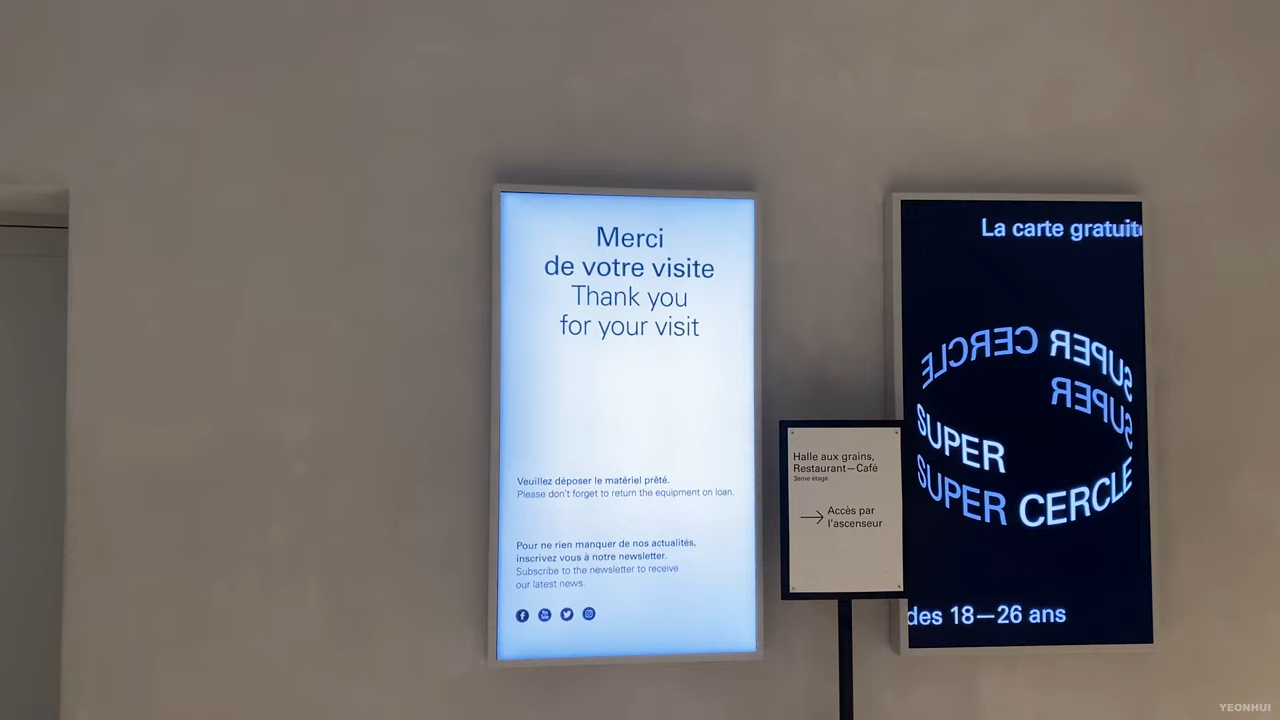 Merci
de votre visite
Thank you
for your visit
Veuillez déposer le matériel prêté.
Please don't forget to return the equipment on loan.
Pour ne rien manquer de nos actualités,
inscrivez vous à notre newsletter.
Subscribe to the newsletter to receive
our latest news.
Halle aux grains,
Restaurant—Café
3ème étage
Accès par
l'ascenseur
La carte gratuite
SUPER CERCLE
SUPER
SUPER
SUPER CERCLE
des 18—26 ans
YEONHUI